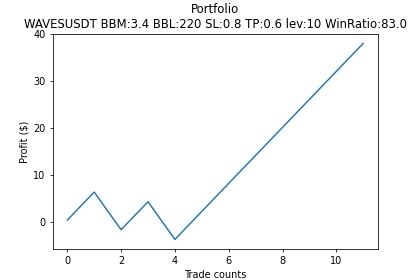 Portfolio
WAVESUSDT BBM:3.4 BBL:220 SL:0.8 TP:0.6 lev:10 WinRatio:83.0
40
30
20
10
0
Profit ($)
0 2 4 6 8 10
Trade counts